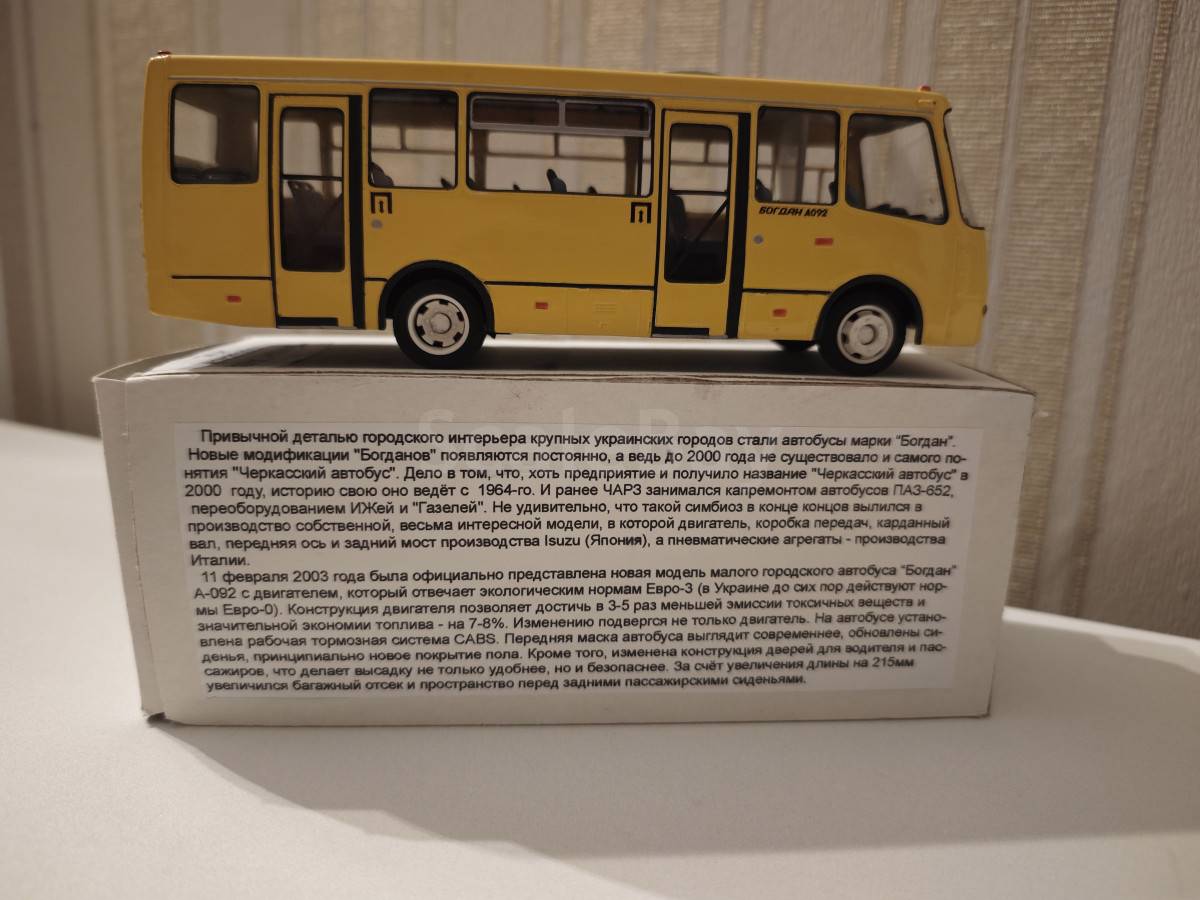 БОГДАН А092
Привычной деталью городского интерьера крупных украинских городов стали автобусы марки "Богдан".
Новые модификации "Богданов" появляются постоянно, а ведь до 2000 года не существовало и самого по-
нятия "Черкасский автобус". Дело в том, что, хоть предприятие и получило название "Черкасский автобус" в
2000 году, историю свою оно ведёт с 1964-го. И ранее ЧАРЗ занимался капремонтом автобусов ПАЗ-652,
переоборудованием ИЖей и "Газелей". Не удивительно, что такой симбиоз в конце концов вылился в
производство собственной, весьма интересной модели, в которой двигатель, коробка передач, карданный
вал, передняя ось и задний мост производства Isuzu (Япония), а пневматические агрегаты - производства
Италии.
11 февраля 2003 года была официально представлена новая модель малого городского автобуса "Богдан"
А-092 с двигателем, который отвечает экологическим нормам Евро-3 (в Украине до сих пор действуют нор-
мы Евро-0). Конструкция двигателя позволяет достичь в 3-5 раз меньшей эмиссии токсичных веществ и
значительной экономии топлива - на 7-8%. Изменению подвергся не только двигатель. На автобусе устано-
влена рабочая тормозная система CABS. Передняя маска автобуса выглядит современнее, обновлены си-
денья, принципиально новое покрытие пола. Кроме того, изменена конструкция дверей для водителя и пас-
сажиров, что делает высадку не только удобнее, но и безопаснее. За счёт увеличения длины на 215мм
увеличился багажный отсек и пространство перед задними пассажирскими сиденьями.